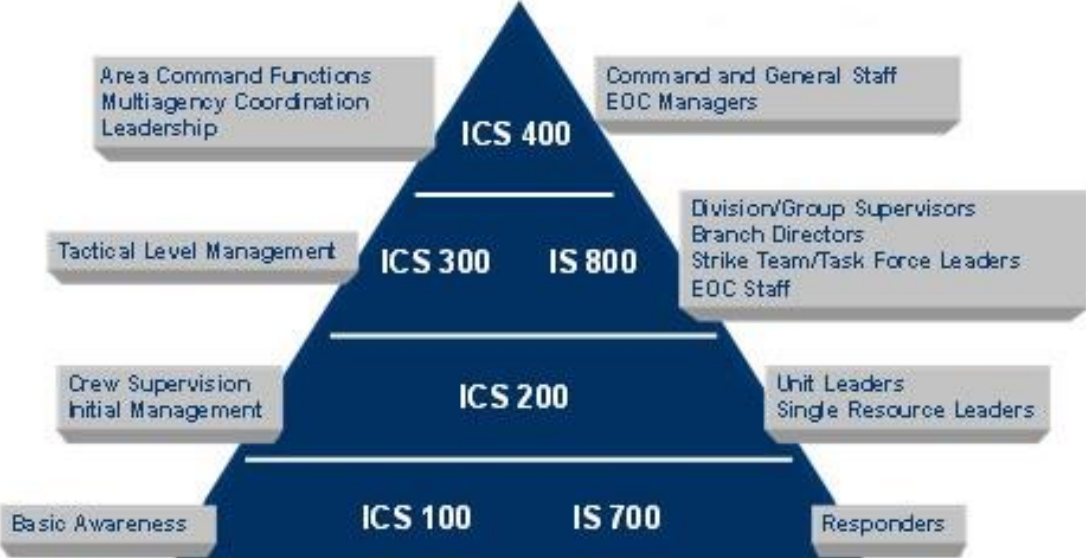 Area Command Functions
Multiagency Coordination
Leadership
Command and General Staff
EOC Managers
ICS 400
Division/Group Supervisors
Branch Directors
Strike Team/Task Force Leaders
EOC Staff
Tactical Level Management
ICS 300 IS 800
Crew Supervision
Initial Management
ICS 200
Unit Leaders
Single Resource Leaders
Basic Awareness
ICS 100 IS 700
Responders